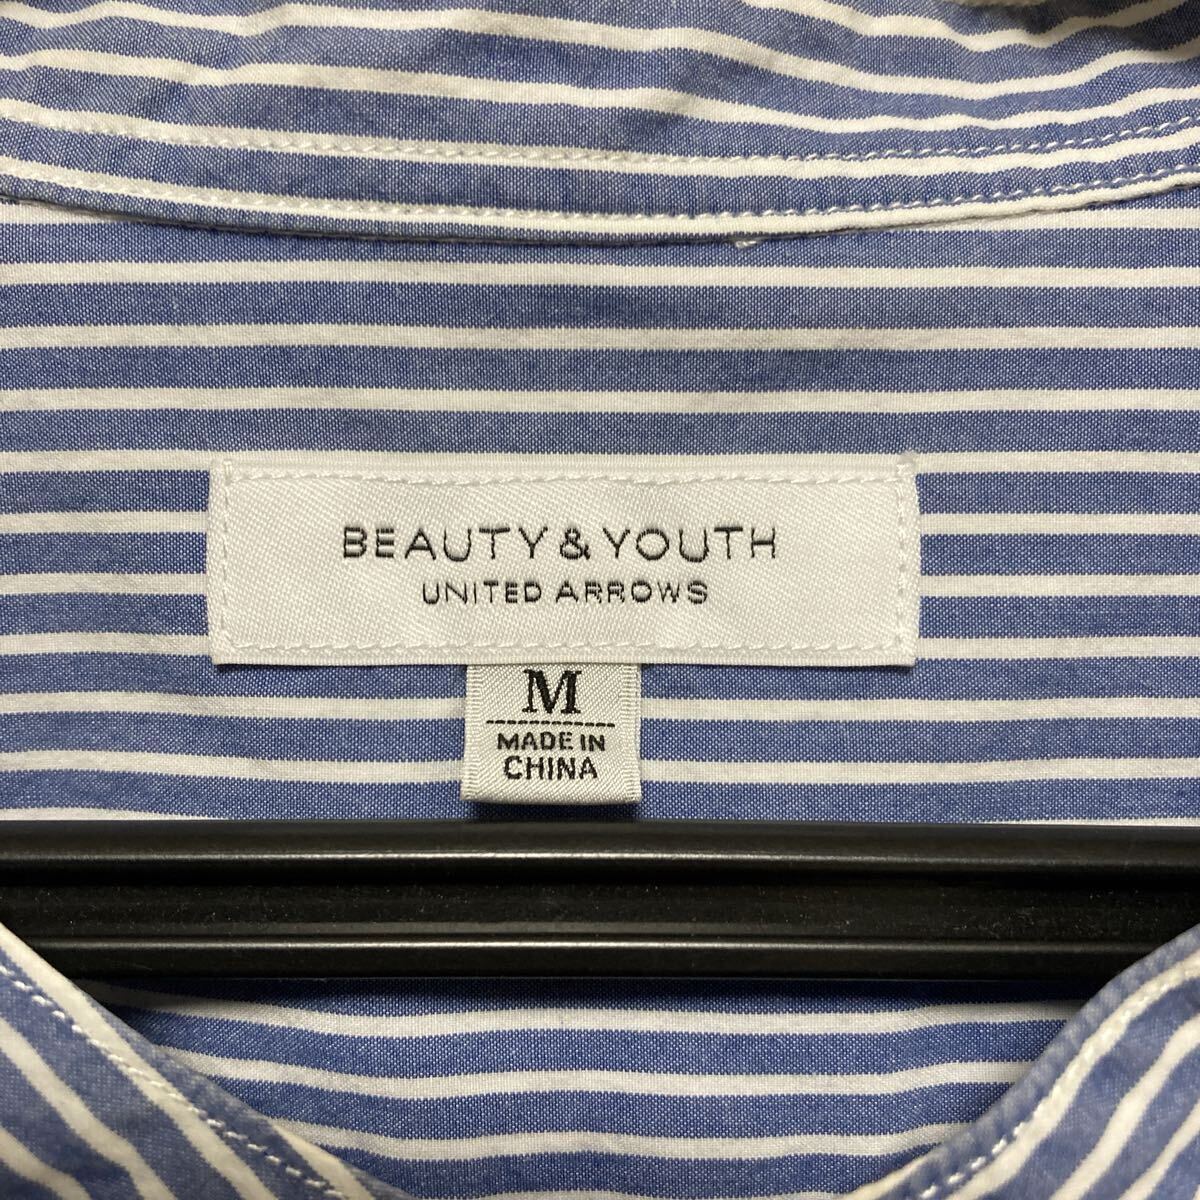 BEAUTY & YOUTH
UNITED ARROWS
M
MADE IN
CHINA